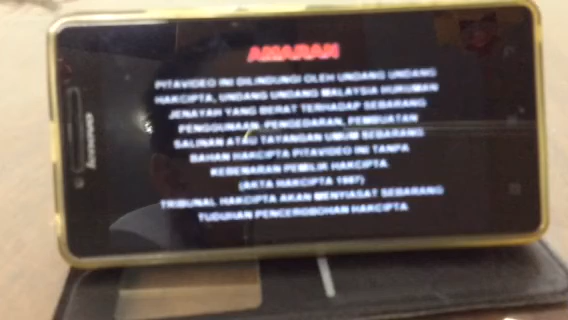 AMARAN
PITAVIDEO INI DILINDUNGI OLEH UNDANG UNDANG
HAKCIPTA, UNDANG UNDANG MALAYSIA HUKUMAN
JENAYAH YANG BERAT TERHADAP SEBARANG
PENGGUNAAN, PENGEDARAN, PEMBUATAN
SALINAN ATAU TAYANGAN UMUM SEBARANG
BAHAN HAKCIPTA PITAVIDEO INI TANPA
KEBENARAN PEMILIK HAKCIPTA
(AKTA HAKCIPTA 1987)
TRIBUNAL HAKCIPTA AKAN MENYIASAT SEBARANG
TUDUHAN PENCEROBOHAN HAKCIPTA
lenovo